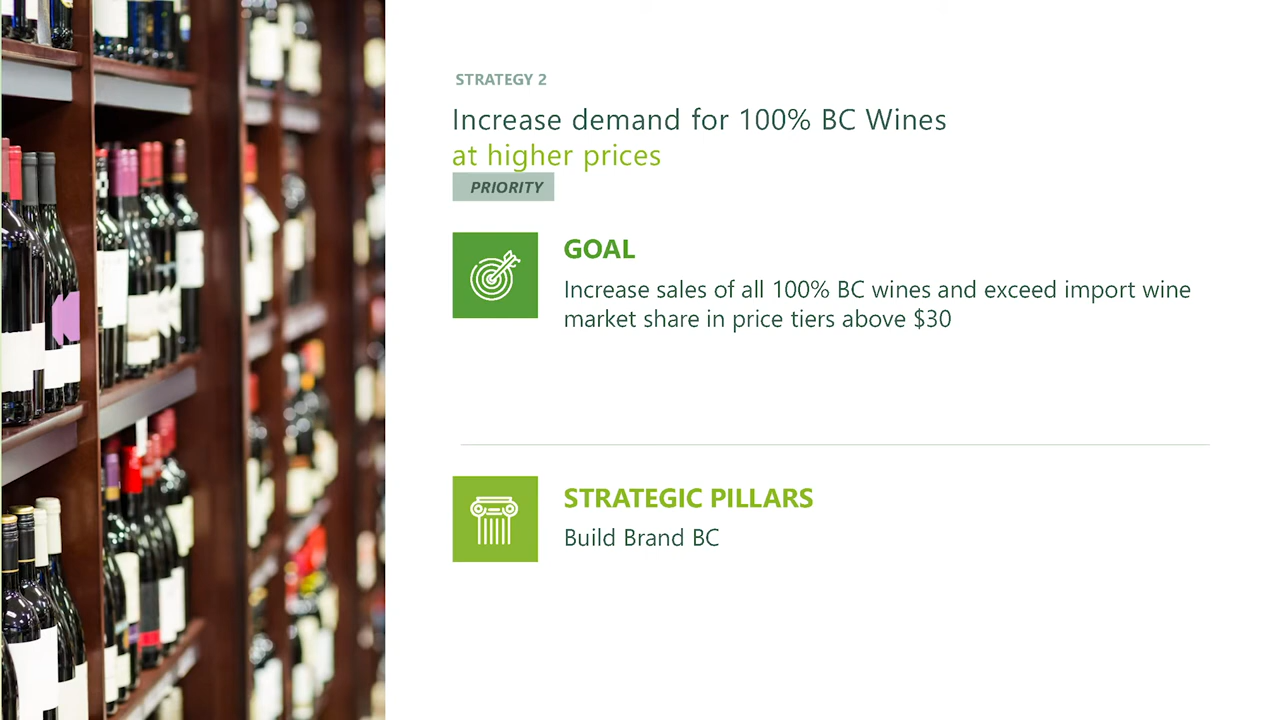 STRATEGY 2
Increase demand for 100% BC Wines
at higher prices
PRIORITY
GOAL
Increase sales of all 100% BC wines and exceed import wine
market share in price tiers above $30
STRATEGIC PILLARS
Build Brand BC